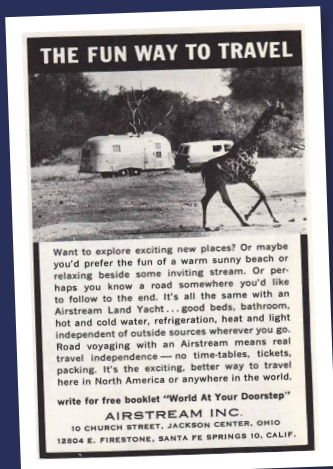 THE FUN WAY TO TRAVEL
Want to explore exciting new places? Or maybe
you'd prefer the fun of a warm sunny beach or
relaxing beside some inviting stream. Or per-
haps you know a road somewhere you'd like
to follow to the end. It's all the same with an
Airstream Land Yacht...good beds, bathroom,
hot and cold water, refrigeration, heat and light
independent of outside sources wherever you go.
Road voyaging with an Airstream means real
travel independence — no time-tables, tickets,
packing. It's the exciting, better way to travel
here in North America or anywhere in the world.
write for free booklet "World At Your Doorstep"
AIRSTREAM INC.
10 CHURCH STREET, JACKSON CENTER, OHIO
12804 E. FIRESTONE, SANTA FE SPRINGS 10, CALIF.